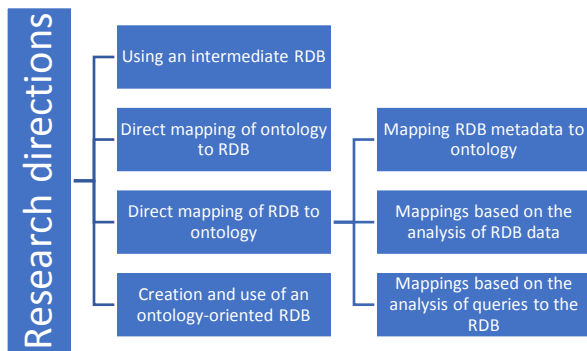 Research directions
Using an intermediate RDB
Direct mapping of ontology
to RDB
Direct mapping of RDB to
ontology
Creation and use of an
ontology-oriented RDB
Mapping RDB metadata to
ontology
Mappings based on the
analysis of RDB data
Mappings based on the
analysis of queries to the
RDB